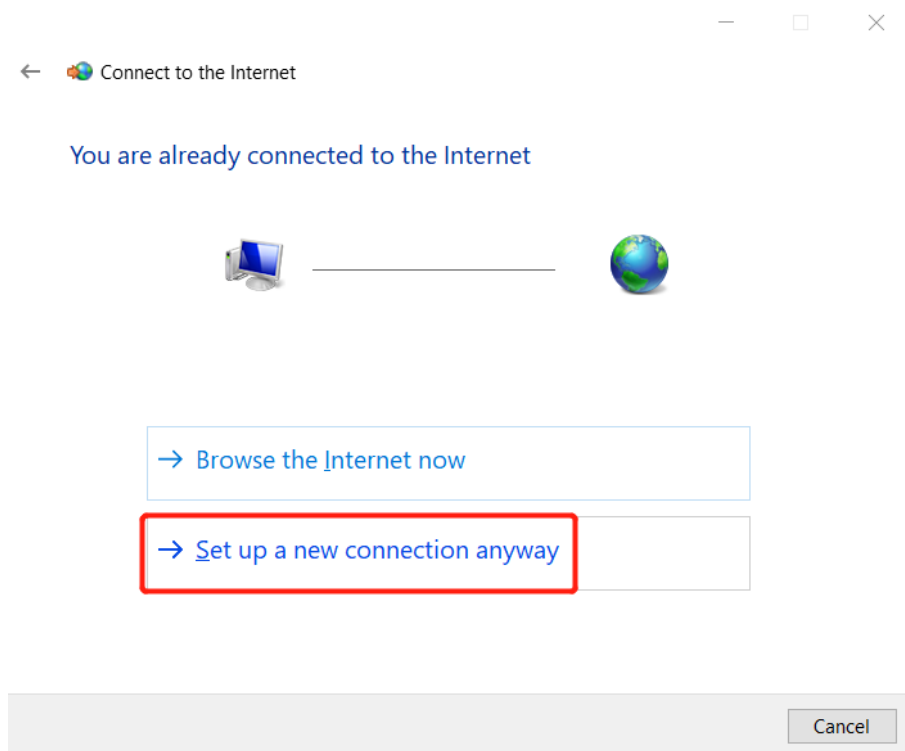 Connect to the Internet
You are already connected to the Internet
Browse the Internet now
Set up a new connection anyway
Cancel